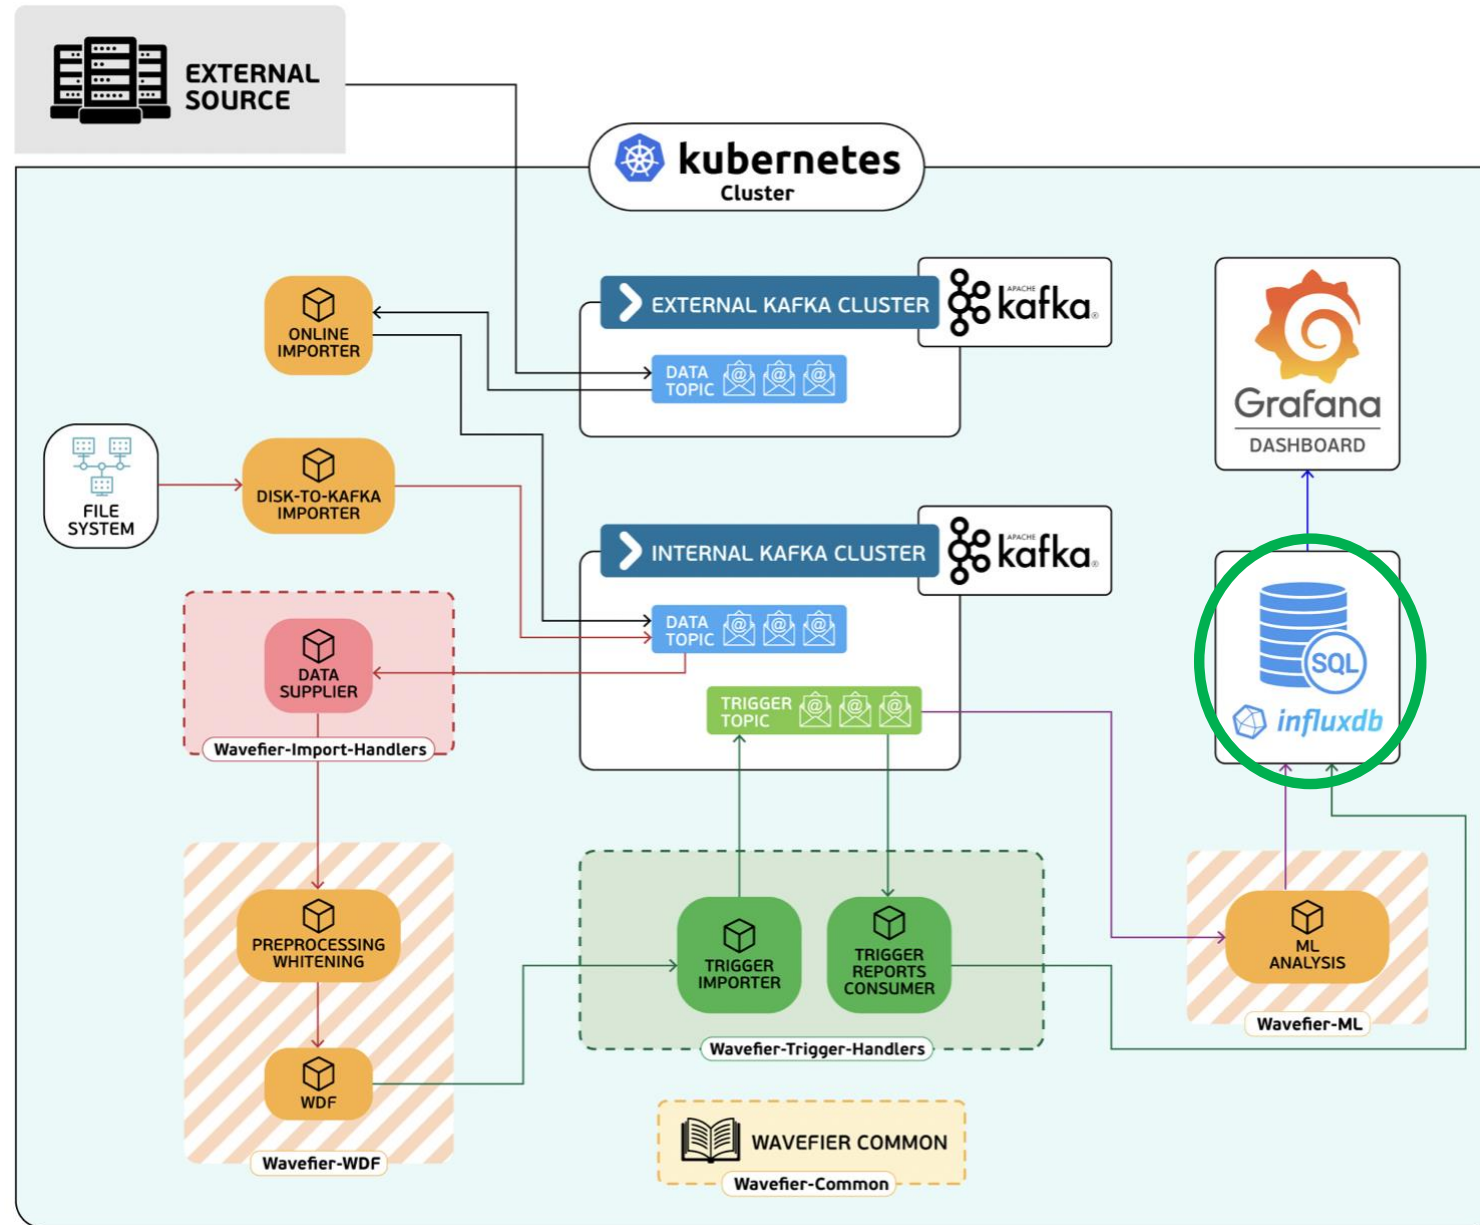 EXTERNAL
SOURCE
kubernetes
Cluster
ONLINE
IMPORTER
EXTERNAL KAFKA CLUSTER
APACHE
kafka®
DATA
TOPIC
Grafana
DASHBOARD
FILE
SYSTEM
DISK-TO-KAFKA
IMPORTER
INTERNAL KAFKA CLUSTER
APACHE
kafka®
DATA
TOPIC
DATA
SUPPLIER
Wavefier-Import-Handlers
TRIGGER
TOPIC
SQL
influxdb
PREPROCESSING
WHITENING
WDF
Wavefier-WDF
TRIGGER
IMPORTER
TRIGGER
REPORTS
CONSUMER
Wavefier-Trigger-Handlers
ML
ANALYSIS
Wavefier-ML
WAVEFIER COMMON
Wavefier-Common